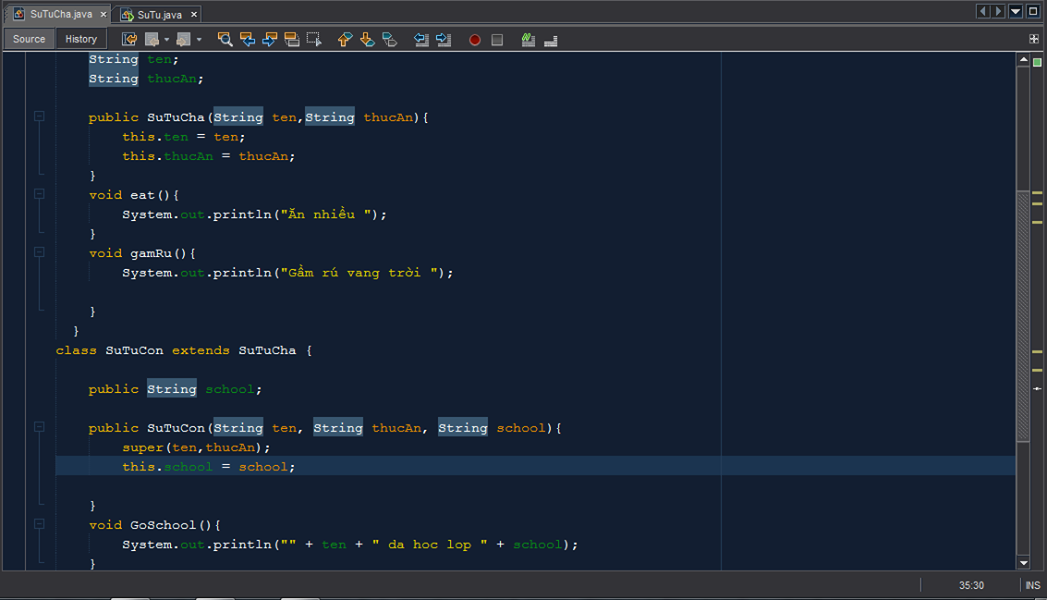 SuTuCha.java
SuTu.java
Source History
String ten;
String thucAn;
public SuTuCha(String ten,String thucAn){
this.ten = ten;
this.thucAn = thucAn;
}
void eat(){
System.out.println("Ăn nhiều ");
}
void gamRu(){
System.out.println("Gầm rú vang trời ");
}
}
class SuTuCon extends SuTuCha {
public String school;
public SuTuCon(String ten, String thucAn, String school){
super(ten,thucAn);
this.school = school;
}
void GoSchool(){
System.out.println("" + ten + " da hoc lop " + school);
}
35:30 INS